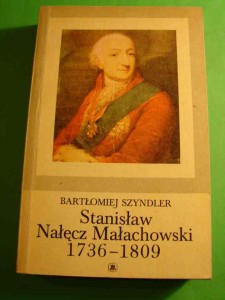 BARTŁOMIEJ SZYNDLER
Stanisław
Nałęcz Małachowski
1736–1809